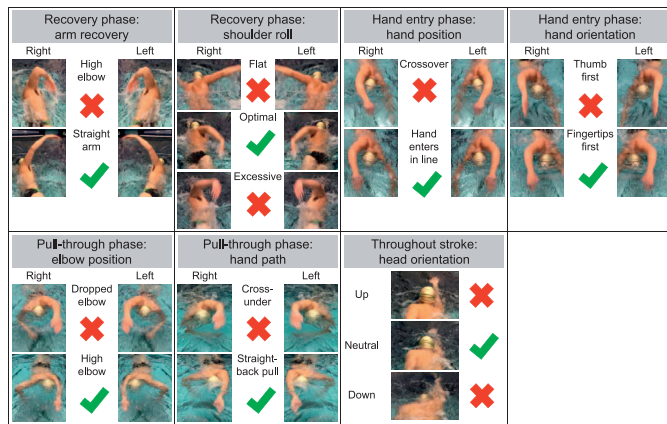 Recovery phase:
arm recovery
Right
Left
High
elbow
Straight
arm
Recovery phase:
shoulder roll
Right
Left
Flat
Optimal
Excessive
Hand entry phase:
hand position
Right
Left
Crossover
Hand
enters
in line
Hand entry phase:
hand orientation
Right
Left
Thumb
first
Fingertips
first
Pull-through phase:
elbow position
Right
Left
Dropped
elbow
High
elbow
Pull-through phase:
hand path
Right
Left
Cross-
under
Straight-
back pull
Throughout stroke:
head orientation
Up
Neutral
Down